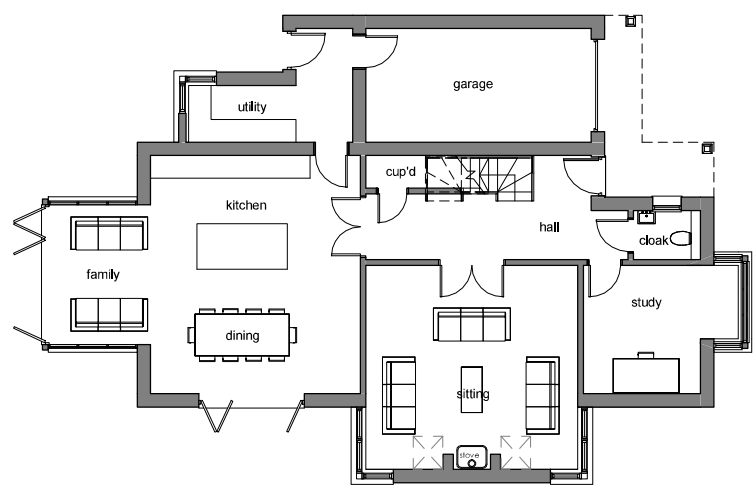 garage
utility
cup'd
kitchen
hall
cloak
family
study
dining
sitting
stove